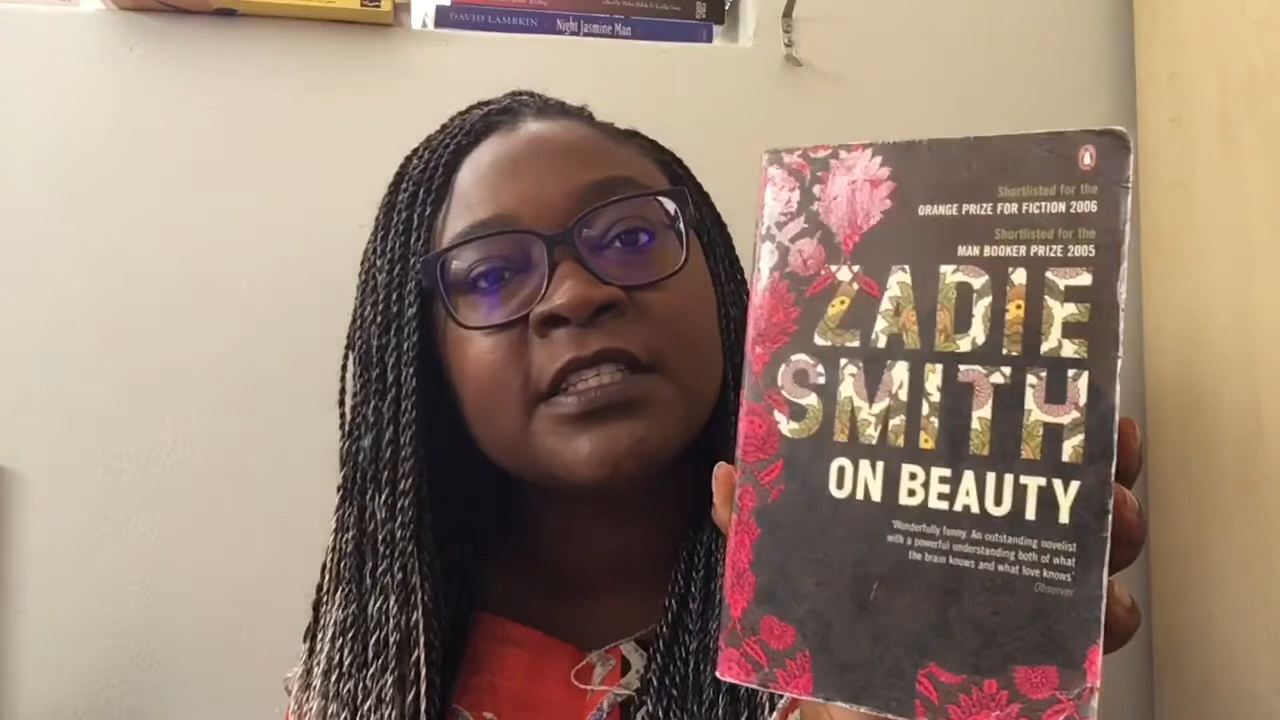 DAVID LAMBKIN Night Jasmine Man
Shortlisted for the
ORANGE PRIZE FOR FICTION 2006
Shortlisted for the
MAN BOOKER PRIZE 2005
ZADIE
SMITH
ON BEAUTY
'Wonderfully funny. An outstanding novelist
with a powerful understanding both of what
the brain knows and what love knows'
Observer